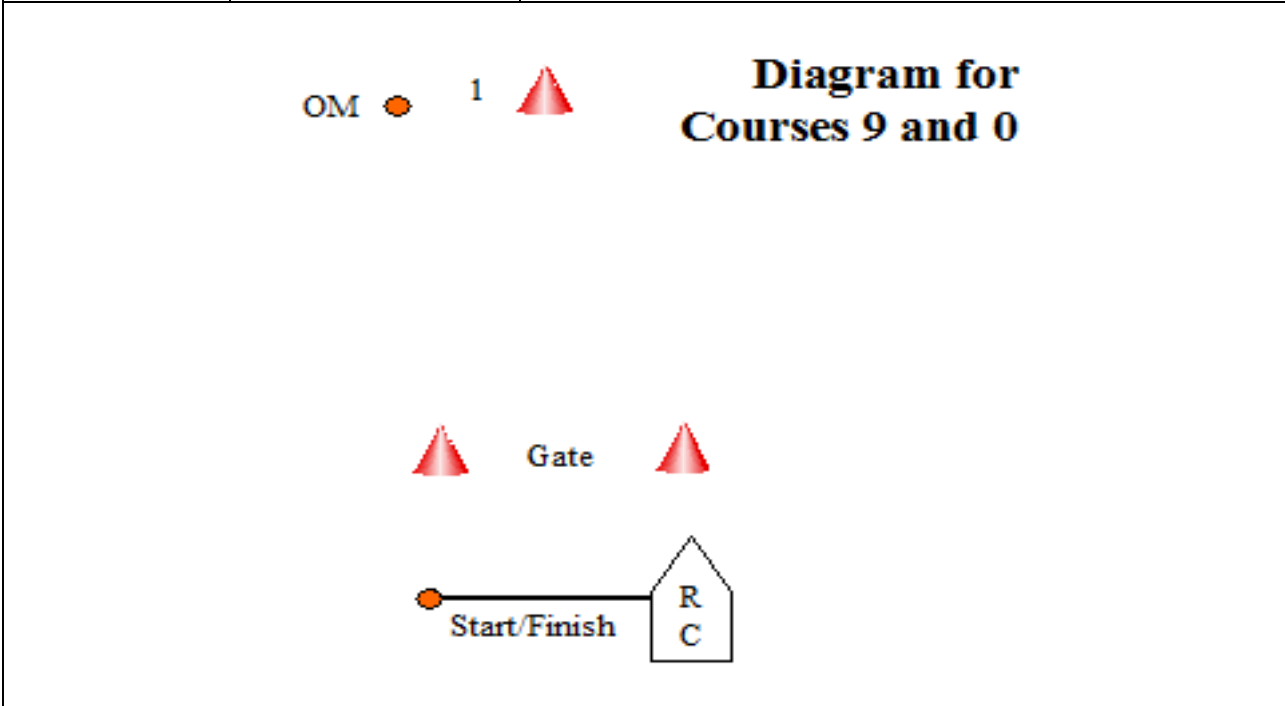 Diagram for
Courses 9 and 0
OM
1
Gate
Start/Finish
R
C